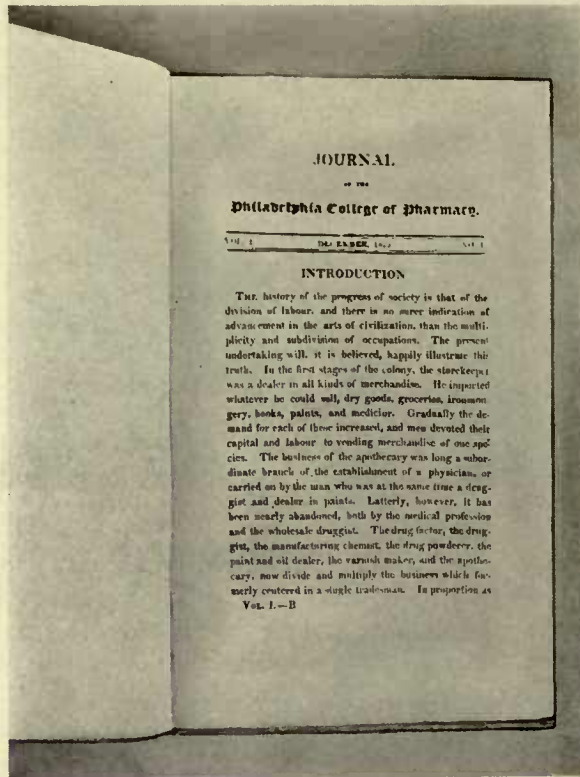 JOURNAL
OF THE
Philadelphia College of Pharmacy.
VOL. I. DECEMBER, NO. I
INTRODUCTION
THE history of the progress of society is that of the
division of labour, and there is no surer indication of
advancement in the arts of civilization, than the multi-
plicity and subdivision of occupations. The present
undertaking will, it is believed, happily illustrate this
truth. In the first stages of the colony, the storekeeper
was a dealer in all kinds of merchandise. He imported
whatever he could sell, dry goods, groceries, ironmon-
gery, books, paints, and medicine. Gradually the de-
mand for each of these increased, and men devoted their
capital and labour to vending merchandise of one spe-
cies. The business of the apothecary was long a subor-
dinate branch of the establishment of a physician, or
carried on by the man who was at the same time a drug-
gist and dealer in paints. Latterly, however, it has
been nearly abandoned, both by the medical profession
and the wholesale druggist. The drug factor, the drug-
gist, the manufacturing chemist, the drug powderer, the
paint and oil dealer, the varnish maker, and the apothe-
cary, now divide and multiply the business which for-
merly centered in a single tradesman. In proportion as
VOL. I.—B